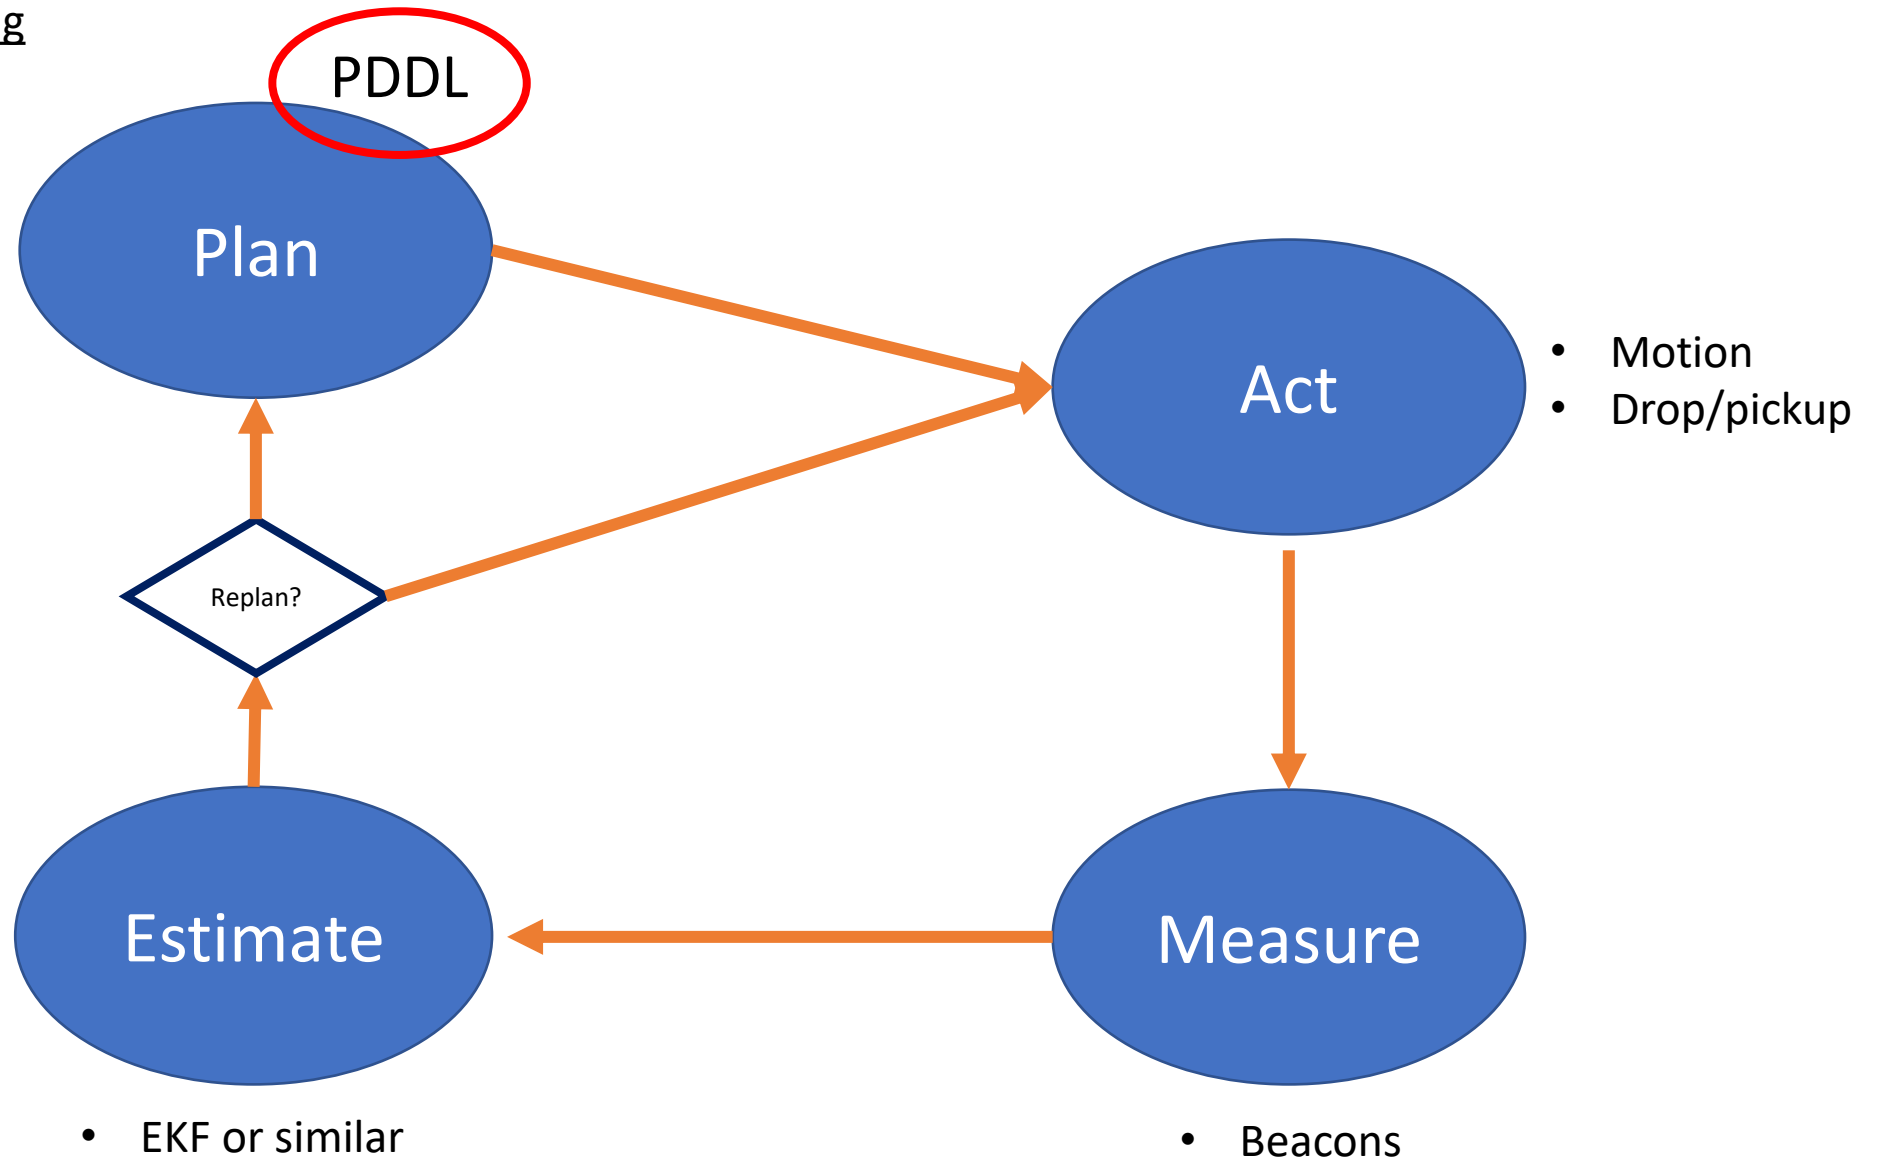 g
PDDL
Plan
Act
• Motion
• Drop/pickup
Replan?
Estimate
Measure
• EKF or similar
• Beacons